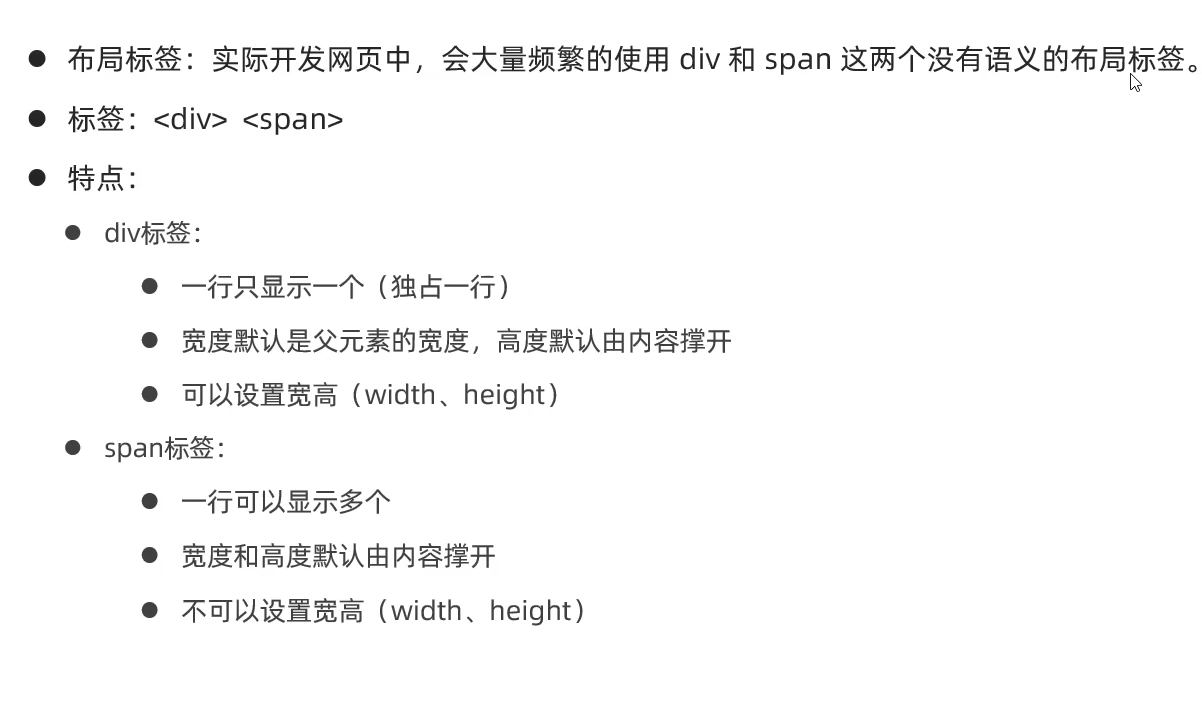 布局标签：实际开发网页中，会大量频繁的使用 div 和 span 这两个没有语义的布局标签。
标签：<div> <span>
特点：
div标签：
一行只显示一个（独占一行）
宽度默认是父元素的宽度，高度默认由内容撑开
可以设置宽高（width、height）
span标签：
一行可以显示多个
宽度和高度默认由内容撑开
不可以设置宽高（width、height）